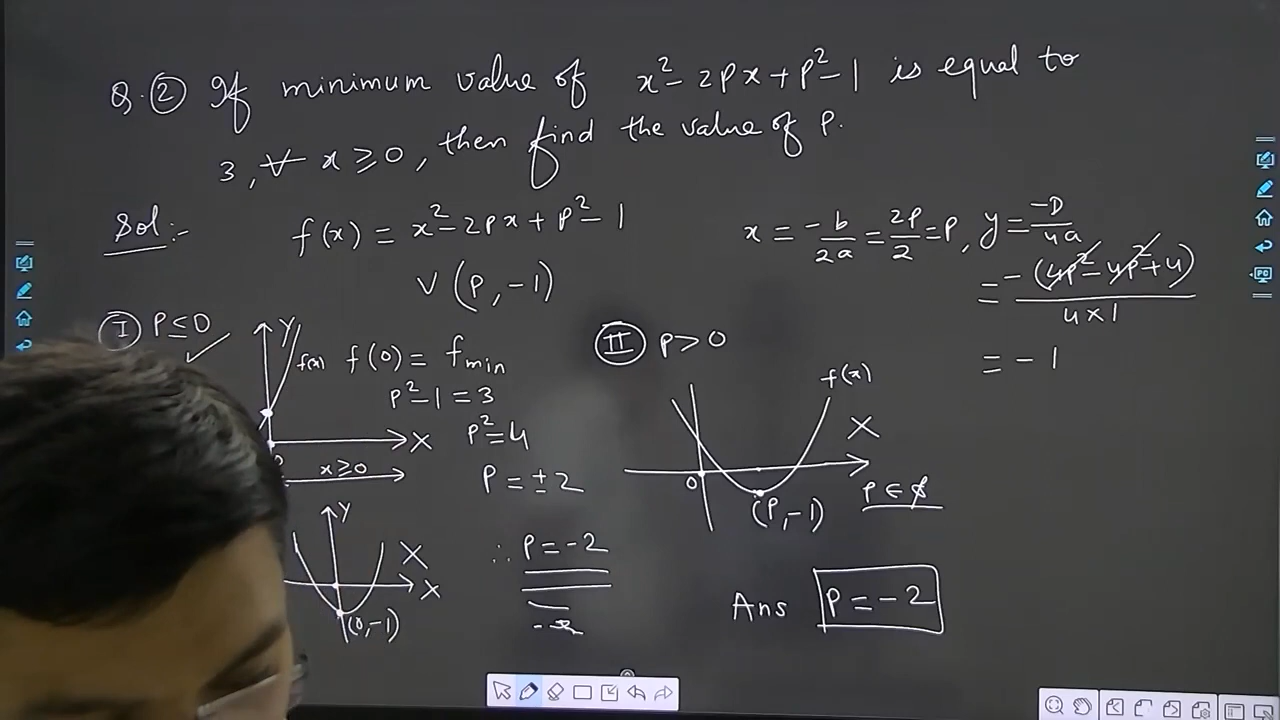 Q.② If minimum value of x²-2px+p²-1 is equal to
3, ∀ x≥0, then find the value of p.
Sol:-
f(x) = x²-2px+p²-1
V (p,-1)
x = -b/2a = 2p/2 = p, y = -D/4a
= -(4p²-4p²+4)/4×1
= -1
Ⅰ P≤0
Y
f(x)
f(0) = fmin
p²-1=3
p²=4
p = ±2
X
x≥0
∴ p=-2
Y
X
X
(0,-1)
Ⅱ p>0
f(x)
X
0
(p,-1)
p ∈ ϕ
Ans p = -2
PC